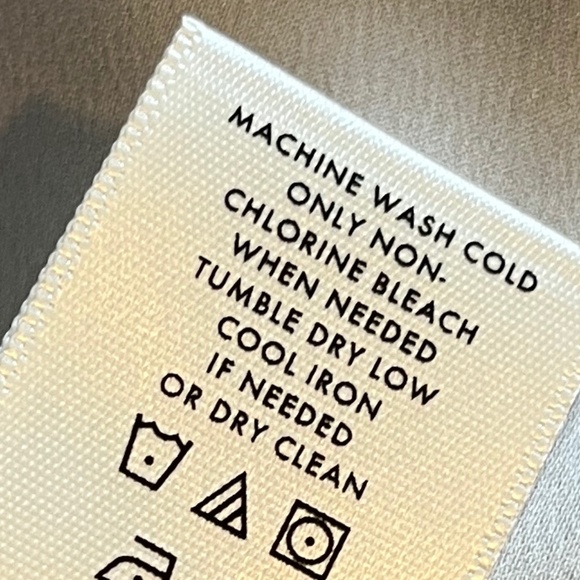 MACHINE WASH COLD
ONLY NON-
CHLORINE BLEACH
WHEN NEEDED
TUMBLE DRY LOW
COOL IRON
IF NEEDED
OR DRY CLEAN